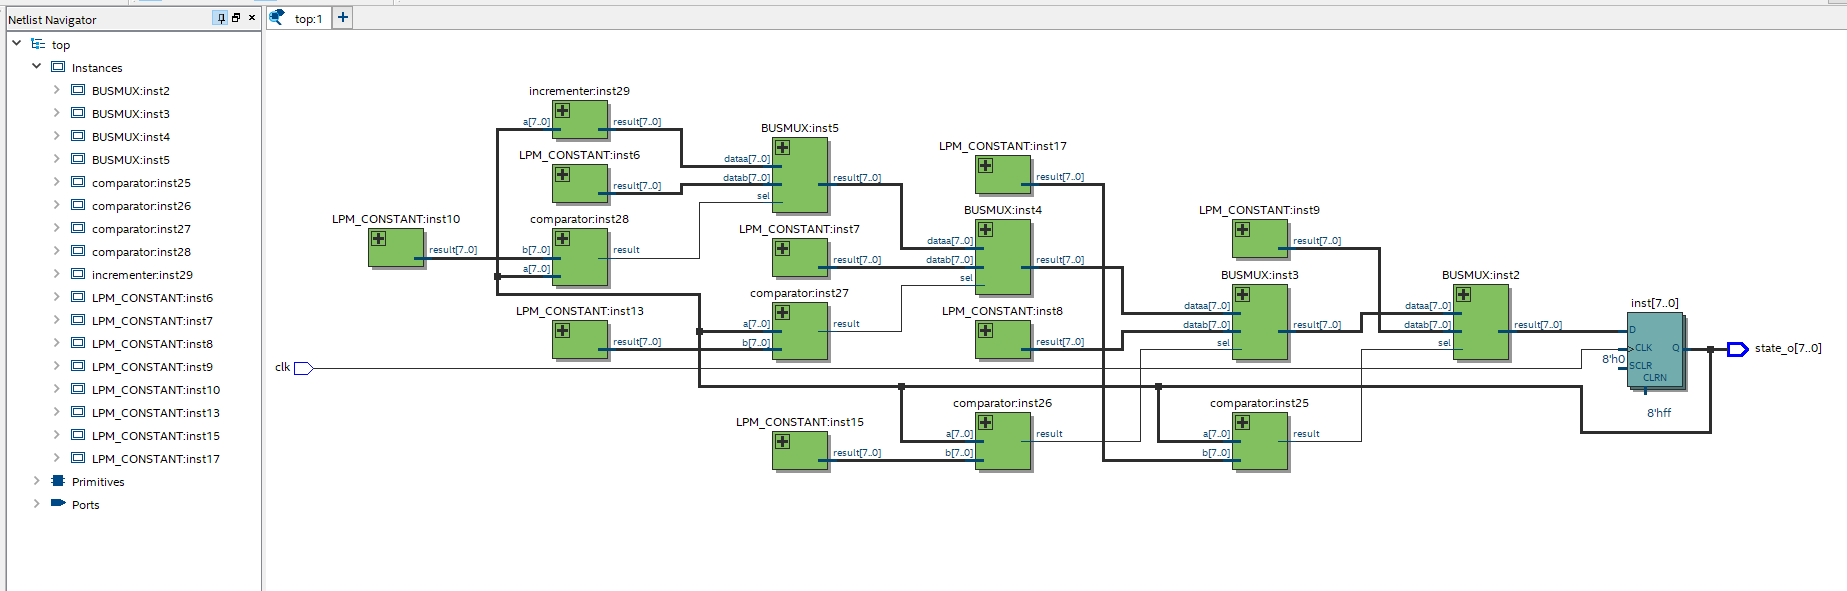 Netlist Navigator
top
Instances
BUSMUX:inst2
BUSMUX:inst3
BUSMUX:inst4
BUSMUX:inst5
comparator:inst25
comparator:inst26
comparator:inst27
comparator:inst28
incrementer:inst29
LPM_CONSTANT:inst6
LPM_CONSTANT:inst7
LPM_CONSTANT:inst8
LPM_CONSTANT:inst9
LPM_CONSTANT:inst10
LPM_CONSTANT:inst13
LPM_CONSTANT:inst15
LPM_CONSTANT:inst17
Primitives
Ports
top:1
incrementer:inst29
a[7..0]
result[7..0]
LPM_CONSTANT:inst6
result[7..0]
LPM_CONSTANT:inst10
result[7..0]
comparator:inst28
b[7..0]
a[7..0]
result
LPM_CONSTANT:inst13
result[7..0]
clk
BUSMUX:inst5
dataa[7..0]
datab[7..0]
sel
result[7..0]
LPM_CONSTANT:inst7
result[7..0]
comparator:inst27
a[7..0]
b[7..0]
result
LPM_CONSTANT:inst15
result[7..0]
LPM_CONSTANT:inst17
result[7..0]
BUSMUX:inst4
dataa[7..0]
datab[7..0]
sel
result[7..0]
LPM_CONSTANT:inst8
result[7..0]
comparator:inst26
a[7..0]
b[7..0]
result
LPM_CONSTANT:inst9
result[7..0]
BUSMUX:inst3
dataa[7..0]
datab[7..0]
sel
result[7..0]
comparator:inst25
a[7..0]
b[7..0]
result
BUSMUX:inst2
dataa[7..0]
datab[7..0]
sel
result[7..0]
inst[7..0]
D
CLK
Q
8'h0
SCLR
CLRN
8'hff
state_o[7..0]